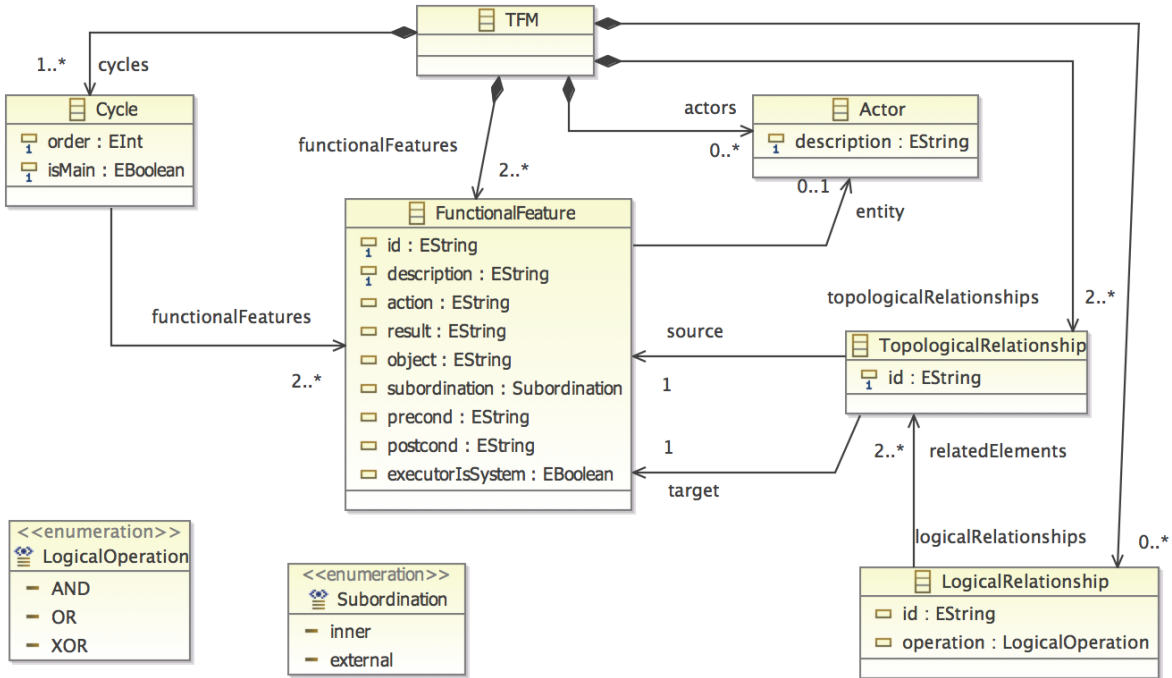 TFM
1..*
cycles
Cycle
order : EInt
isMain : EBoolean
functionalFeatures
2..*
actors
0..*
Actor
description : EString
0..1
entity
FunctionalFeature
id : EString
description : EString
action : EString
result : EString
object : EString
subordination : Subordination
precond : EString
postcond : EString
executorIsSystem : EBoolean
functionalFeatures
2..*
topologicalRelationships
2..*
source
1
TopologicalRelationship
id : EString
1
target
2..*
relatedElements
logicalRelationships
0..*
LogicalRelationship
id : EString
operation : LogicalOperation
<<enumeration>>
LogicalOperation
AND
OR
XOR
<<enumeration>>
Subordination
inner
external